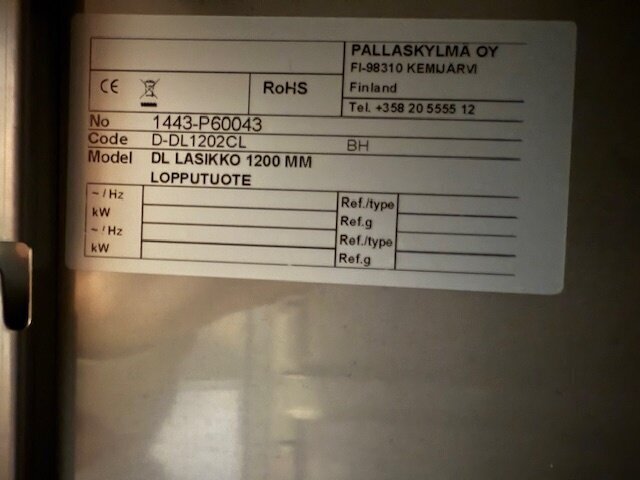 PALLASKYLMÄ OY
FI-98310 KEMIJÄRVI
CE RoHS Finland
Tel. +358 20 5555 12
No 1443-P60043
Code D-DL1202CL BH
Model DL LASIKKO 1200 MM
LOPPUTUOTE
~ / Hz Ref./type
kW Ref.g
~ / Hz Ref./type
kW Ref.g